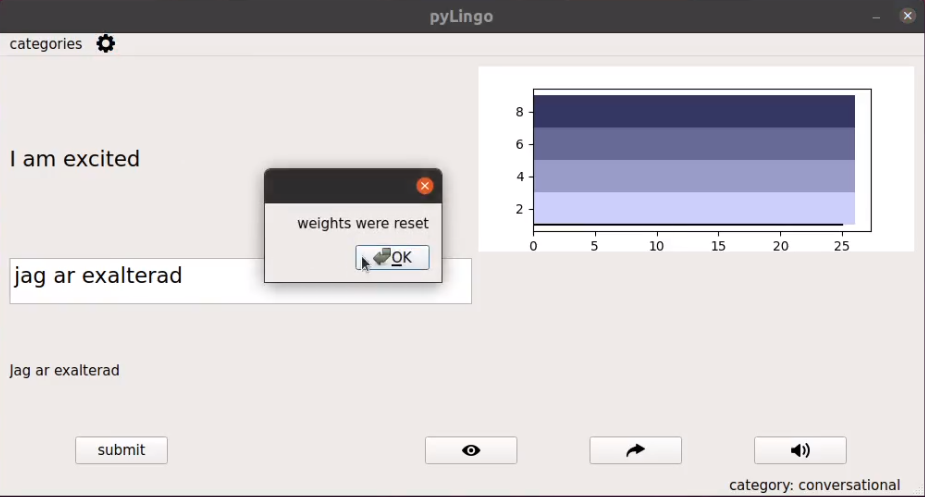 pyLingo
categories
I am excited
weights were reset
OK
jag ar exalterad
Jag ar exalterad
8
6
4
2
0 5 10 15 20 25
submit
category: conversational